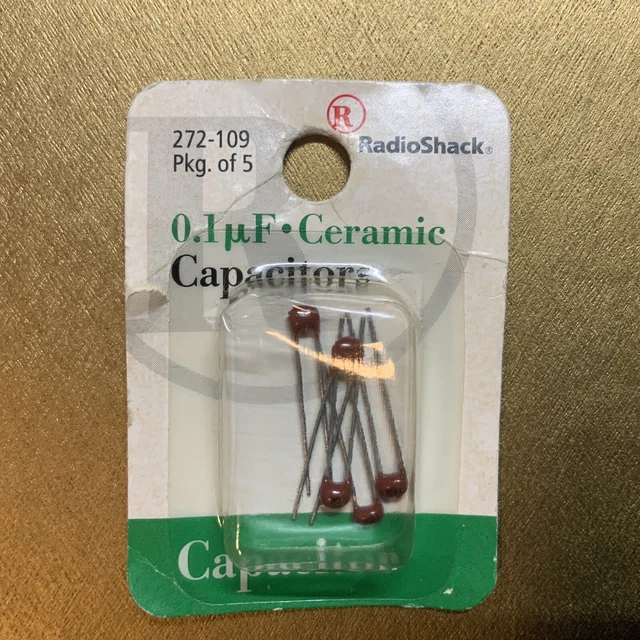 R
RadioShack®
272-109
Pkg. of 5
0.1µF•Ceramic
Capacitors